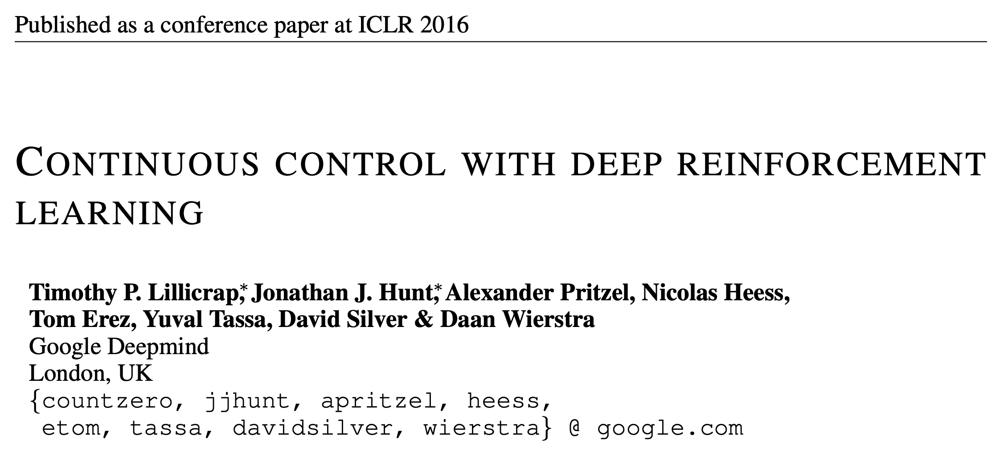 Published as a conference paper at ICLR 2016
CONTINUOUS CONTROL WITH DEEP REINFORCEMENT
LEARNING
Timothy P. Lillicrap,* Jonathan J. Hunt,* Alexander Pritzel, Nicolas Heess,
Tom Erez, Yuval Tassa, David Silver & Daan Wierstra
Google Deepmind
London, UK
{countzero, jjhunt, apritzel, heess,
etom, tassa, davidsilver, wierstra} @ google.com